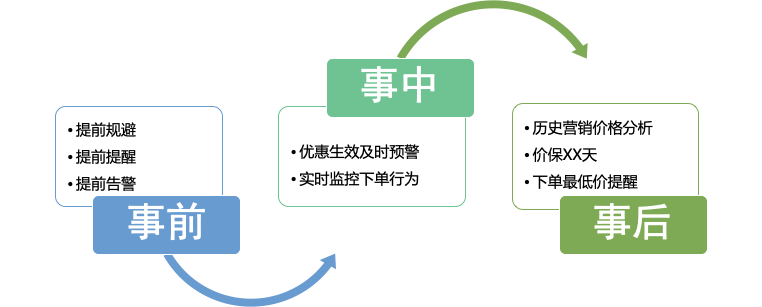 • 提前规避
• 提前提醒
• 提前告警
事前
事中
• 优惠生效及时预警
• 实时监控下单行为
• 历史营销价格分析
• 价保XX天
• 下单最低价提醒
事后